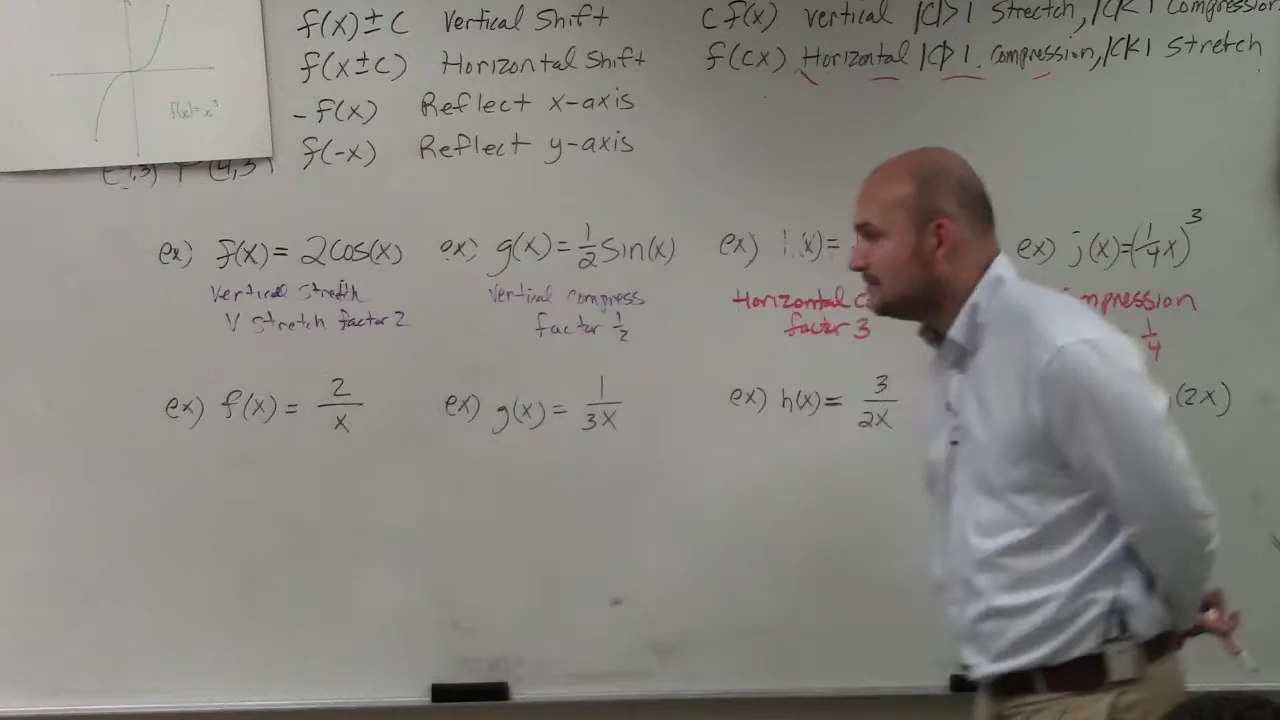 f(x) ± c Vertical Shift
c f(x) vertical |c|>1 Stretch, |c|<1 Compression
f(x±c) Horizontal Shift
f(cx) Horizontal |c|>1 compression, |c|<1 Stretch
-f(x) Reflect x-axis
f(-x) Reflect y-axis
f(x)=x³
ex) f(x)= 2cos(x)
Vertical Stretch
V Stretch factor 2
ex) g(x)= 1/2 Sin(x)
Vertical compress
factor 1/2
ex) (x)=
Horizontal
factor 3
ex) j(x)=(1/4x)³
mpression
1/4
ex) f(x)= 2/x
ex) g(x)= 1/3x
ex) h(x)= 3/2x
(2x)